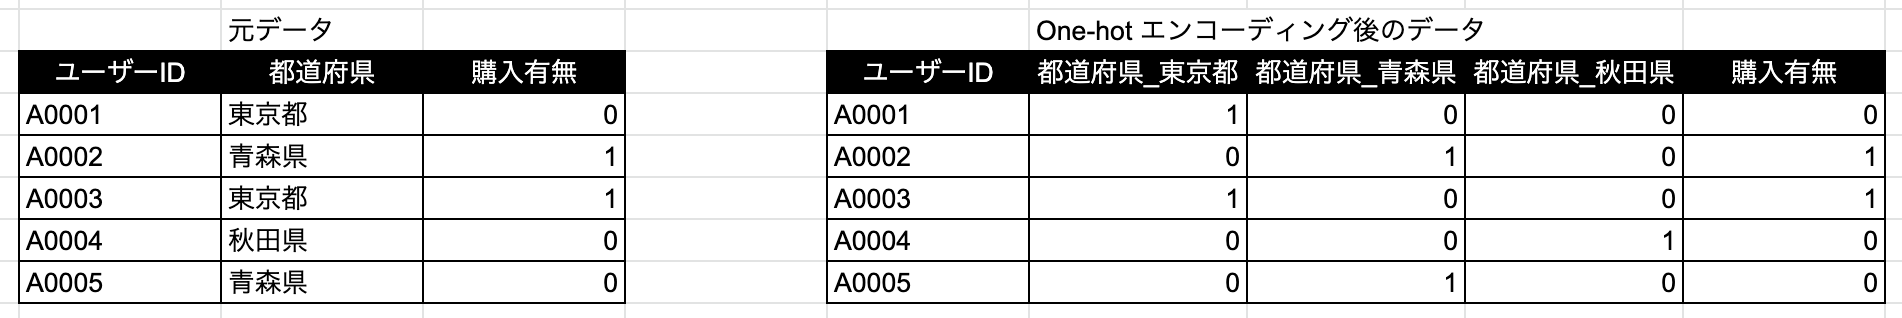 元データ One-hot エンコーディング後のデータ
ユーザーID 都道府県 購入有無 ユーザーID 都道府県_東京都 都道府県_青森県 都道府県_秋田県 購入有無
A0001 東京都 0 A0001 1 0 0 0
A0002 青森県 1 A0002 0 1 0 1
A0003 東京都 1 A0003 1 0 0 1
A0004 秋田県 0 A0004 0 0 1 0
A0005 青森県 0 A0005 0 1 0 0